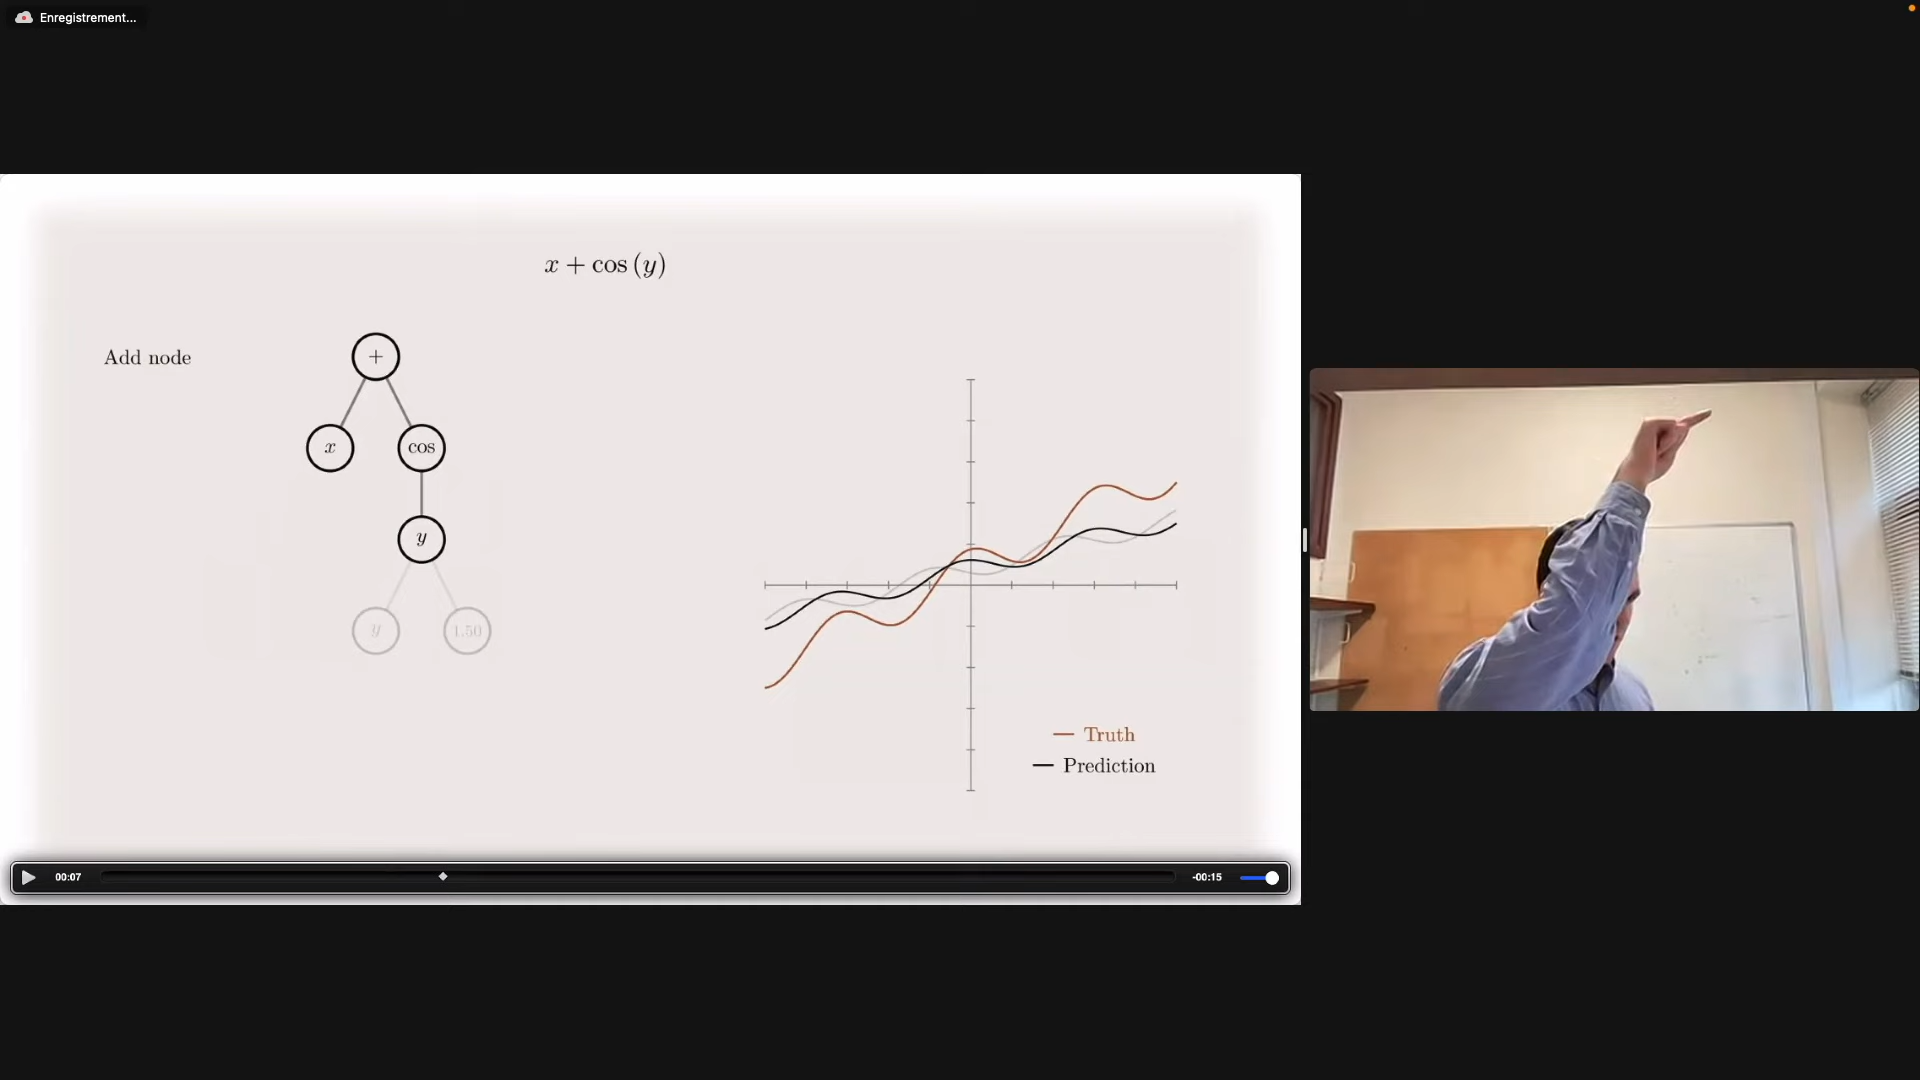 Enregistrement...
x + cos (y)
Add node
+
x
cos
y
y
1.50
Truth
Prediction
00:07
-00:15